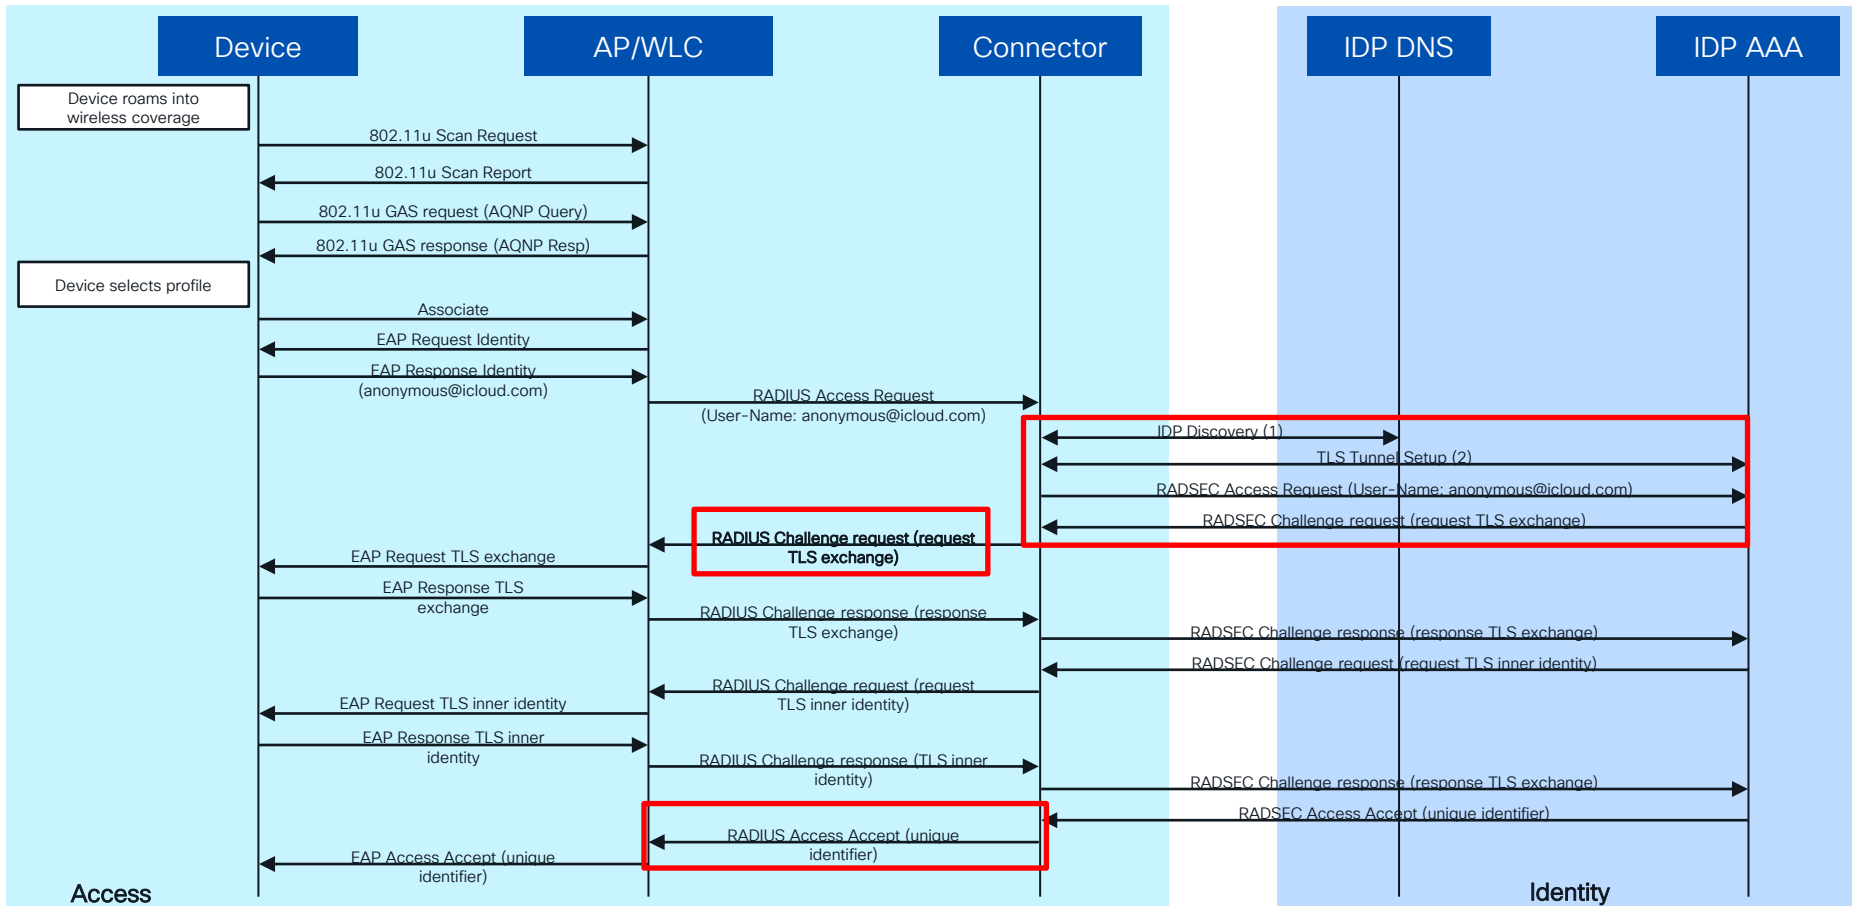 Device
AP/WLC
Connector
IDP DNS
IDP AAA
Device roams into
wireless coverage
802.11u Scan Request
802.11u Scan Report
802.11u GAS request (AQNP Query)
802.11u GAS response (AQNP Resp)
Device selects profile
Associate
EAP Request Identity
EAP Response Identity
(anonymous@icloud.com)
RADIUS Access Request
(User-Name: anonymous@icloud.com)
IDP Discovery (1)
TLS Tunnel Setup (2)
RADSEC Access Request (User-Name: anonymous@icloud.com)
RADSEC Challenge request (request TLS exchange)
RADIUS Challenge request (request
TLS exchange)
EAP Request TLS exchange
EAP Response TLS
exchange
RADIUS Challenge response (response
TLS exchange)
RADSEC Challenge response (response TLS exchange)
RADSEC Challenge request (request TLS inner identity)
RADIUS Challenge request (request
TLS inner identity)
EAP Request TLS inner identity
EAP Response TLS inner
identity
RADIUS Challenge response (TLS inner
identity)
RADSEC Challenge response (response TLS exchange)
RADSEC Access Accept (unique identifier)
RADIUS Access Accept (unique
identifier)
EAP Access Accept (unique
identifier)
Access
Identity